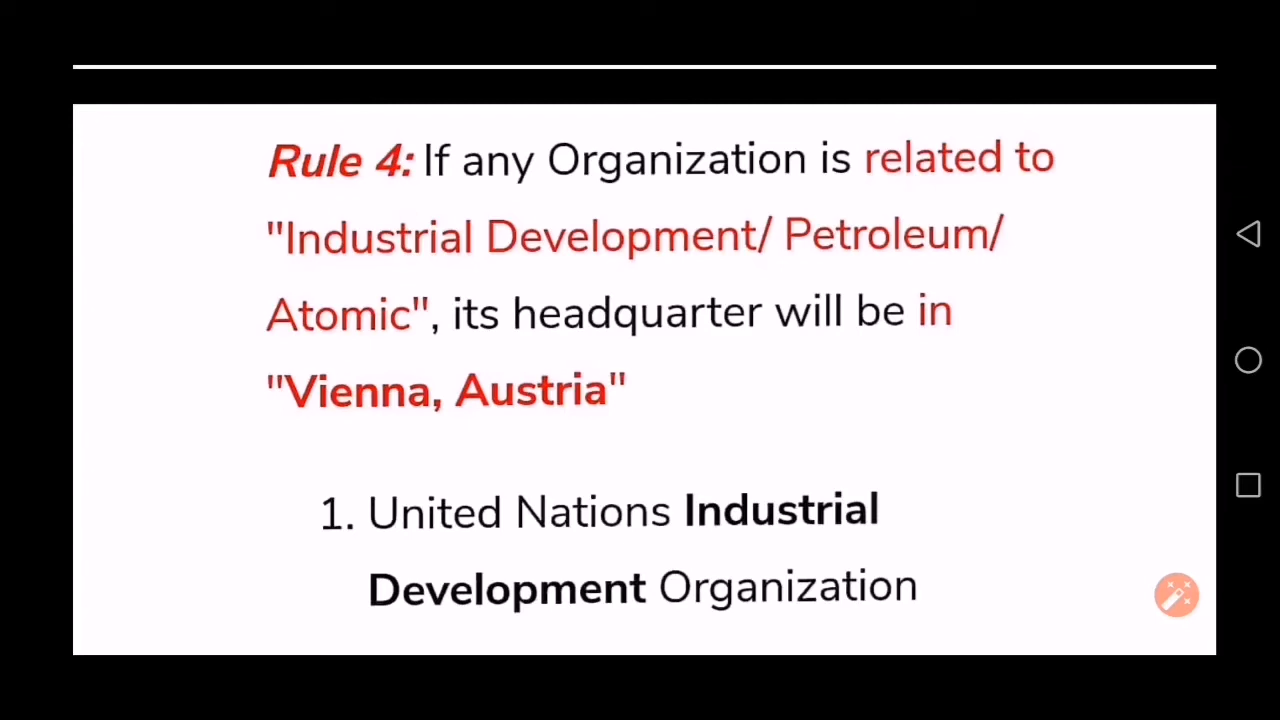 Rule 4: If any Organization is related to
"Industrial Development/ Petroleum/
Atomic", its headquarter will be in
"Vienna, Austria"
1. United Nations Industrial
Development Organization